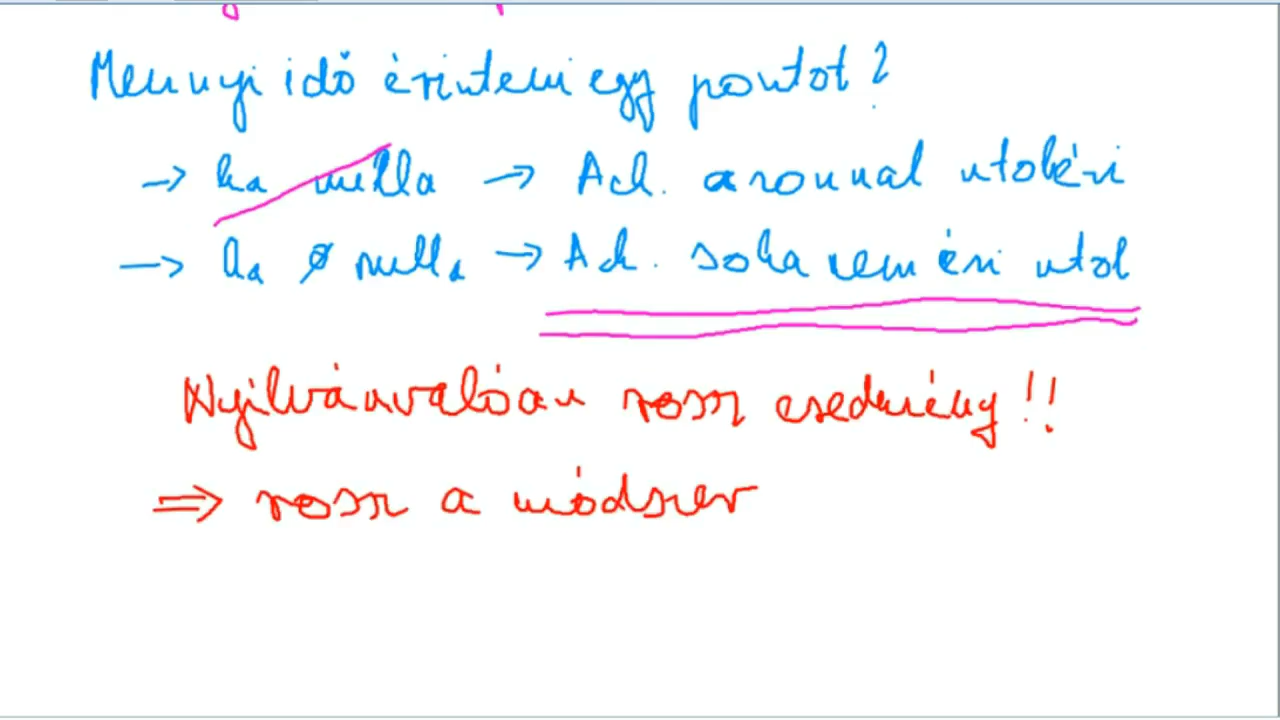 Mennyi idő érinteni egy pontot?
→ ha nulla → Ach. azonnal utoléri
→ ha ø nulla → Ach. soha nem éri utol
Nyilvánvalóan rossz eredmény!!
⇒ rossz a módszer